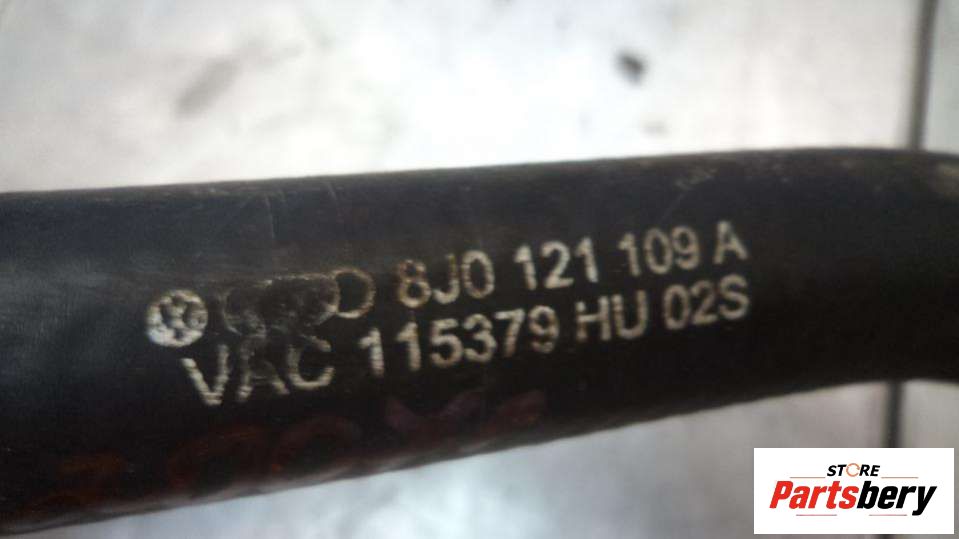 8J0 121 109 A
VAC 115379 HU 02S
STORE
Partsbery